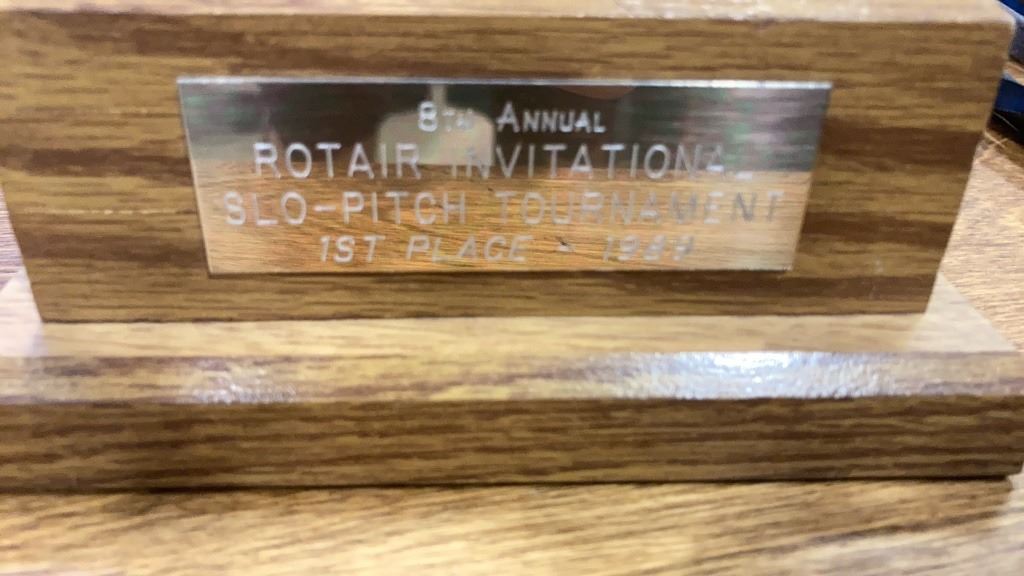 8TH ANNUAL
ROTAIR INVITATIONAL
SLO-PITCH TOURNAMENT
1ST PLACE -